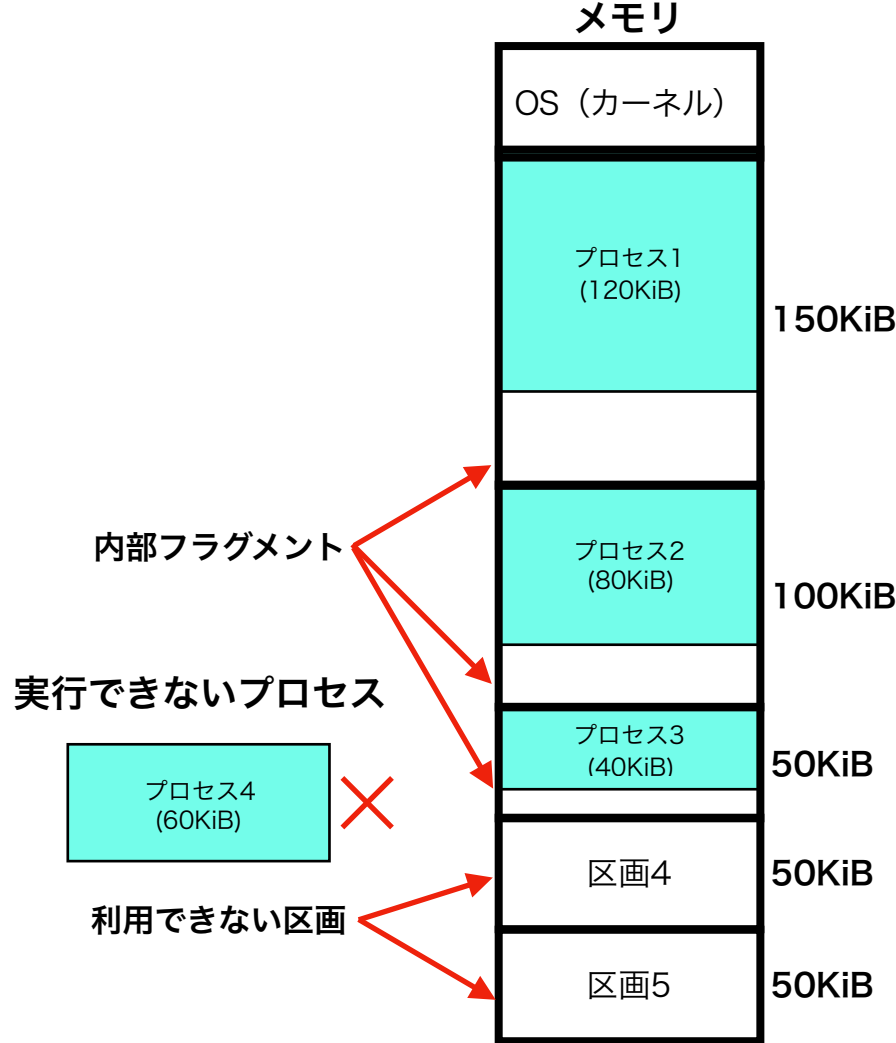 メモリ
OS（カーネル）
プロセス1
(120KiB)
150KiB
内部フラグメント
プロセス2
(80KiB)
100KiB
実行できないプロセス
プロセス3
(40KiB)
50KiB
プロセス4
(60KiB)
区画4
50KiB
利用できない区画
区画5
50KiB